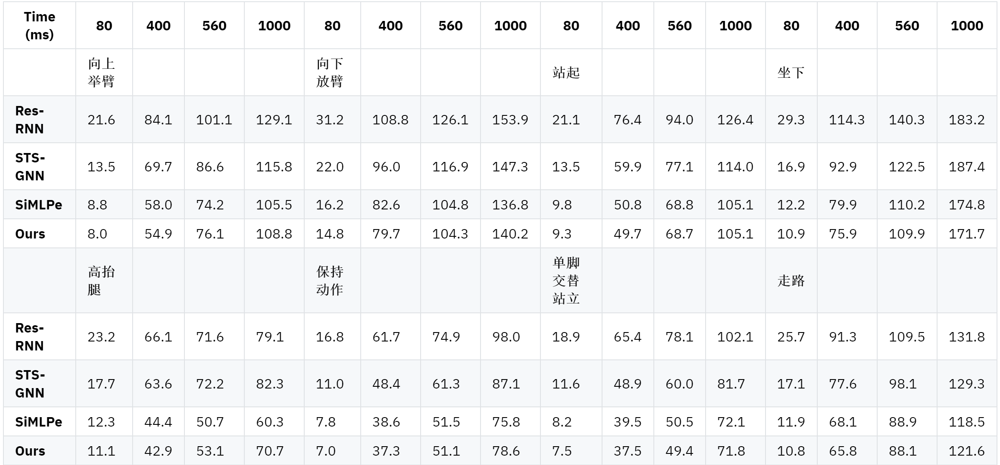 Time (ms) 80 400 560 1000 80 400 560 1000 80 400 560 1000 80 400 560 1000
向上举臂 向下放臂 站起 坐下
Res-RNN 21.6 84.1 101.1 129.1 31.2 108.8 126.1 153.9 21.1 76.4 94.0 126.4 29.3 114.3 140.3 183.2
STS-GNN 13.5 69.7 86.6 115.8 22.0 96.0 116.9 147.3 13.5 59.9 77.1 114.0 16.9 92.9 122.5 187.4
SiMLPe 8.8 58.0 74.2 105.5 16.2 82.6 104.8 136.8 9.8 50.8 68.8 105.1 12.2 79.9 110.2 174.8
Ours 8.0 54.9 76.1 108.8 14.8 79.7 104.3 140.2 9.3 49.7 68.7 105.1 10.9 75.9 109.9 171.7
高抬腿 保持动作 单脚交替站立 走路
Res-RNN 23.2 66.1 71.6 79.1 16.8 61.7 74.9 98.0 18.9 65.4 78.1 102.1 25.7 91.3 109.5 131.8
STS-GNN 17.7 63.6 72.2 82.3 11.0 48.4 61.3 87.1 11.6 48.9 60.0 81.7 17.1 77.6 98.1 129.3
SiMLPe 12.3 44.4 50.7 60.3 7.8 38.6 51.5 75.8 8.2 39.5 50.5 72.1 11.9 68.1 88.9 118.5
Ours 11.1 42.9 53.1 70.7 7.0 37.3 51.1 78.6 7.5 37.5 49.4 71.8 10.8 65.8 88.1 121.6